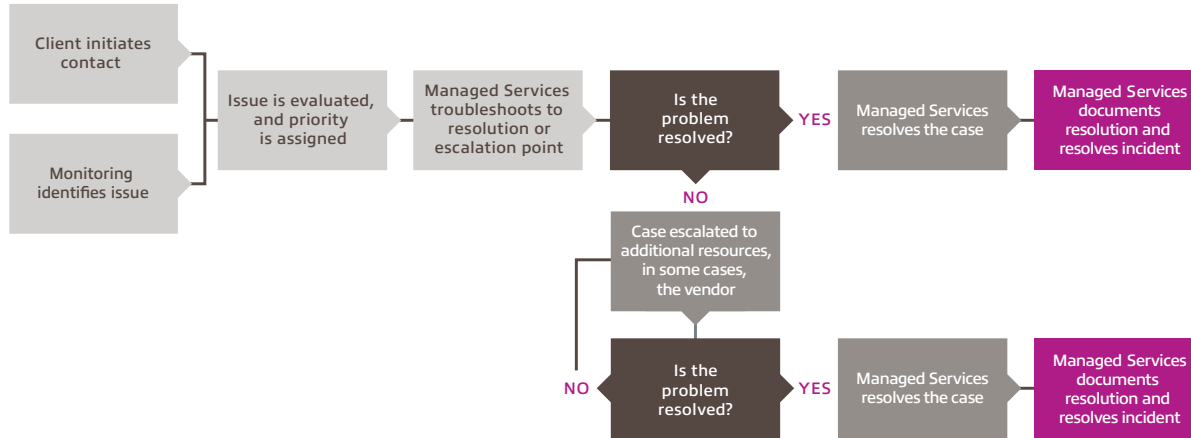 Client initiates
contact
Monitoring
identifies issue
Issue is evaluated,
and priority
is assigned
Managed Services
troubleshoots to
resolution or
escalation point
Is the
problem
resolved?
YES
Managed Services
resolves the case
Managed Services
documents
resolution and
resolves incident
NO
Case escalated to
additional resources,
in some cases,
the vendor
Is the
problem
resolved?
NO
YES
Managed Services
resolves the case
Managed Services
documents
resolution and
resolves incident